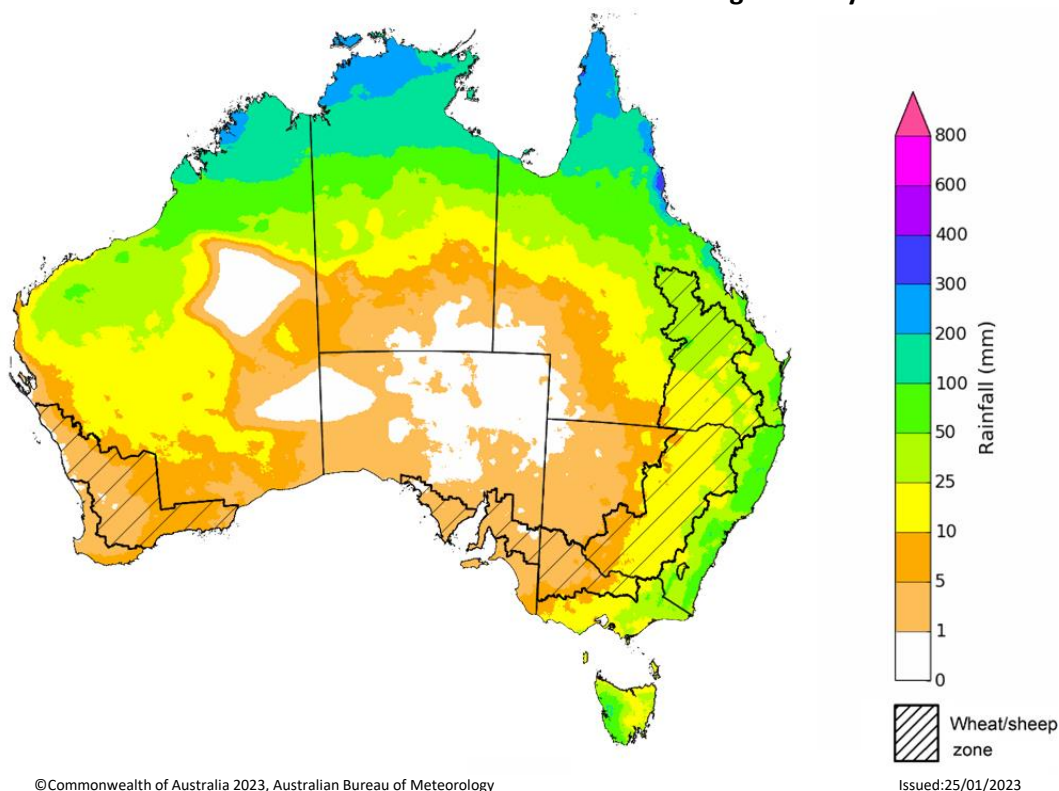 800
600
400
300
200
100
50
25
10
5
1
0
Rainfall (mm)
Wheat/sheep
zone
©Commonwealth of Australia 2023, Australian Bureau of Meteorology
Issued:25/01/2023